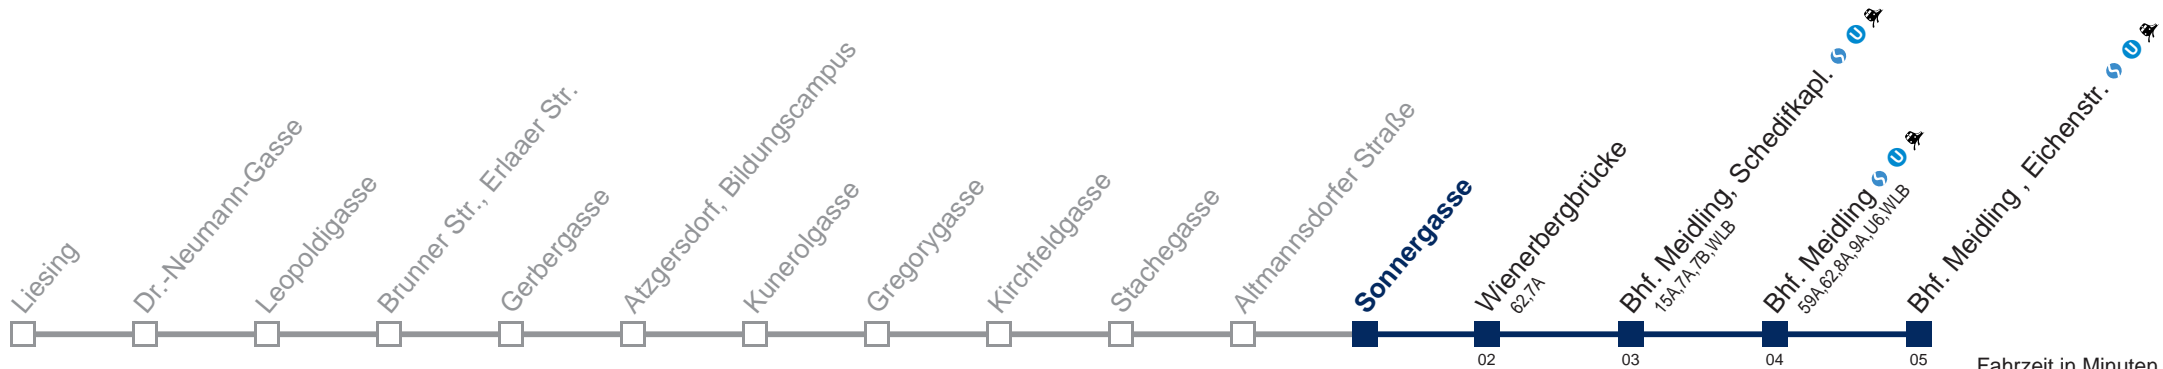 Liesing
Dr.-Neumann-Gasse
Leopoldigasse
Brunner Str., Erlaaer Str.
Gerbergasse
Atzgersdorf, Bildungscampus
Kunerolgasse
Gregorygasse
Kirchfeldgasse
Stachegasse
Altmannsdorfer Straße
Sonnergasse
Wienerbergbrücke
62,7A
Bhf. Meidling, Schedifkapl. S U
15A,7A,7B,WLB
Bhf. Meidling S U
59A,62,8A,9A,U6,WLB
Bhf. Meidling , Eichenstr. S U
02
03
04
05
Fahrzeit in Minuten